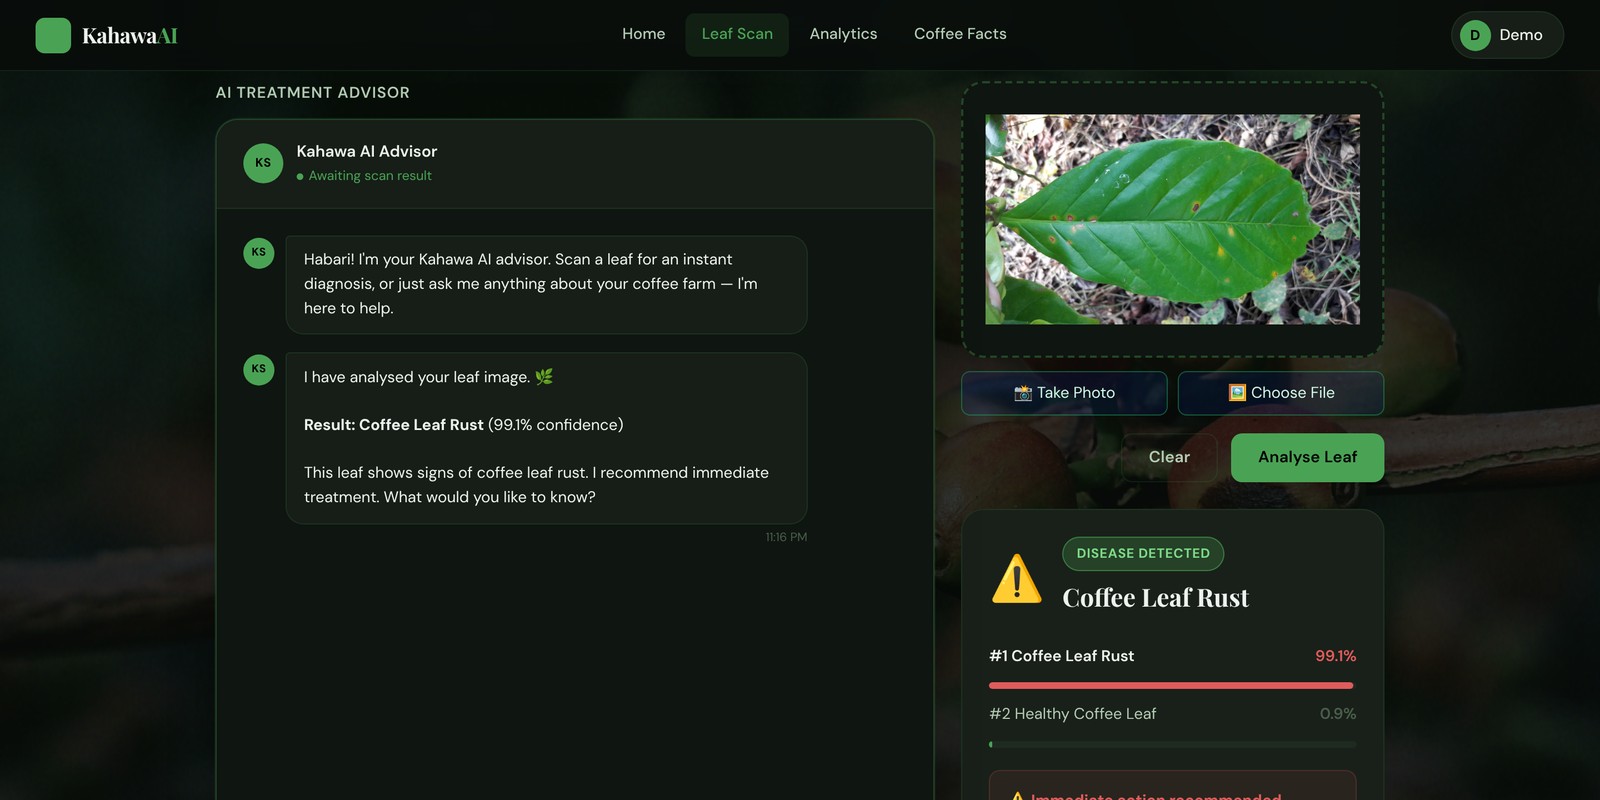 KahawaAI
Home
Leaf Scan
Analytics
Coffee Facts
D
Demo
AI TREATMENT ADVISOR
KS
Kahawa AI Advisor
Awaiting scan result
KS
Habari! I'm your Kahawa AI advisor. Scan a leaf for an instant
diagnosis, or just ask me anything about your coffee farm — I'm
here to help.
KS
I have analysed your leaf image. 🌿
Result: Coffee Leaf Rust (99.1% confidence)
This leaf shows signs of coffee leaf rust. I recommend immediate
treatment. What would you like to know?
11:16 PM
📸 Take Photo
🖼️ Choose File
Clear
Analyse Leaf
⚠️
DISEASE DETECTED
Coffee Leaf Rust
#1 Coffee Leaf Rust
99.1%
#2 Healthy Coffee Leaf
0.9%
⚠️ Immediate action recommended